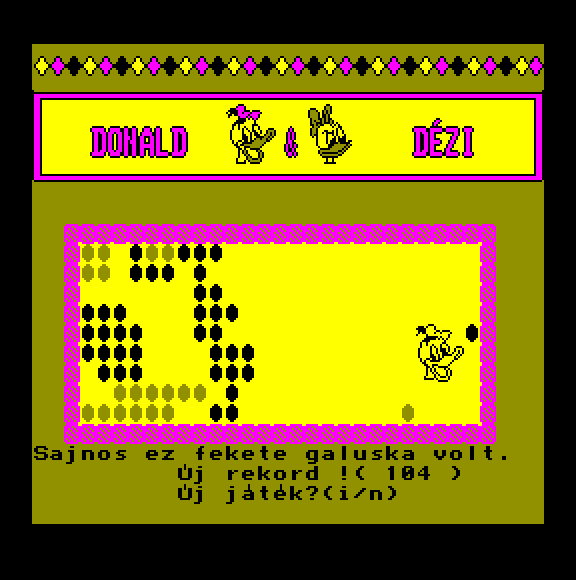 DONALD & DÉZI
Sajnos ez fekete galuska volt.
Új rekord !( 104 )
Új játék?(i/n)